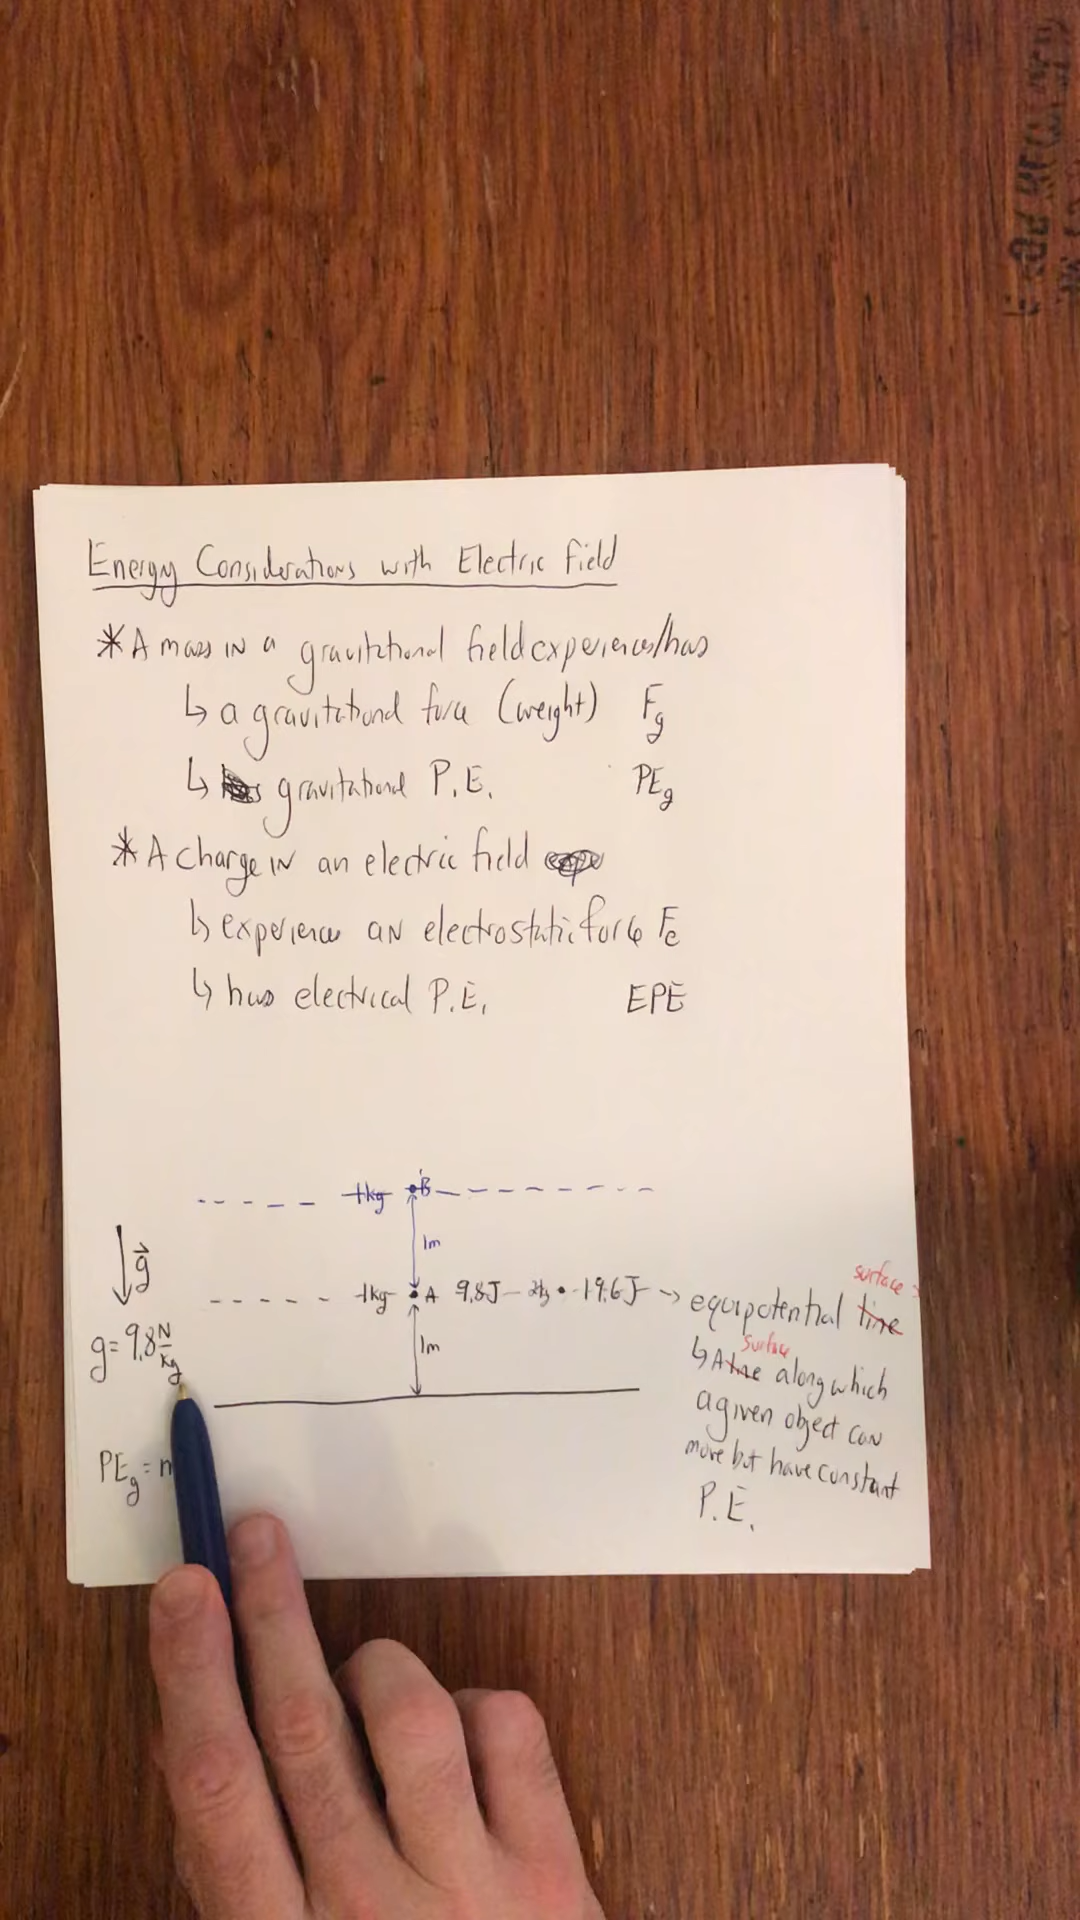 Energy Considerations with Electric Field
* A mass in a gravitational field experiences/has
↳ a gravitational force (weight) Fg
↳ gravitational P.E. PEg
* A charge in an electric field
↳ experiences an electrostatic force Fe
↳ has electrical P.E. EPE
1kg B
1m
g
1kg A 9.8J 2kg 19.6J → equipotential line surface
g = 9.8 N/kg
1m
↳ A line surface along which
a given object can
move but have constant
P.E.
PEg = m